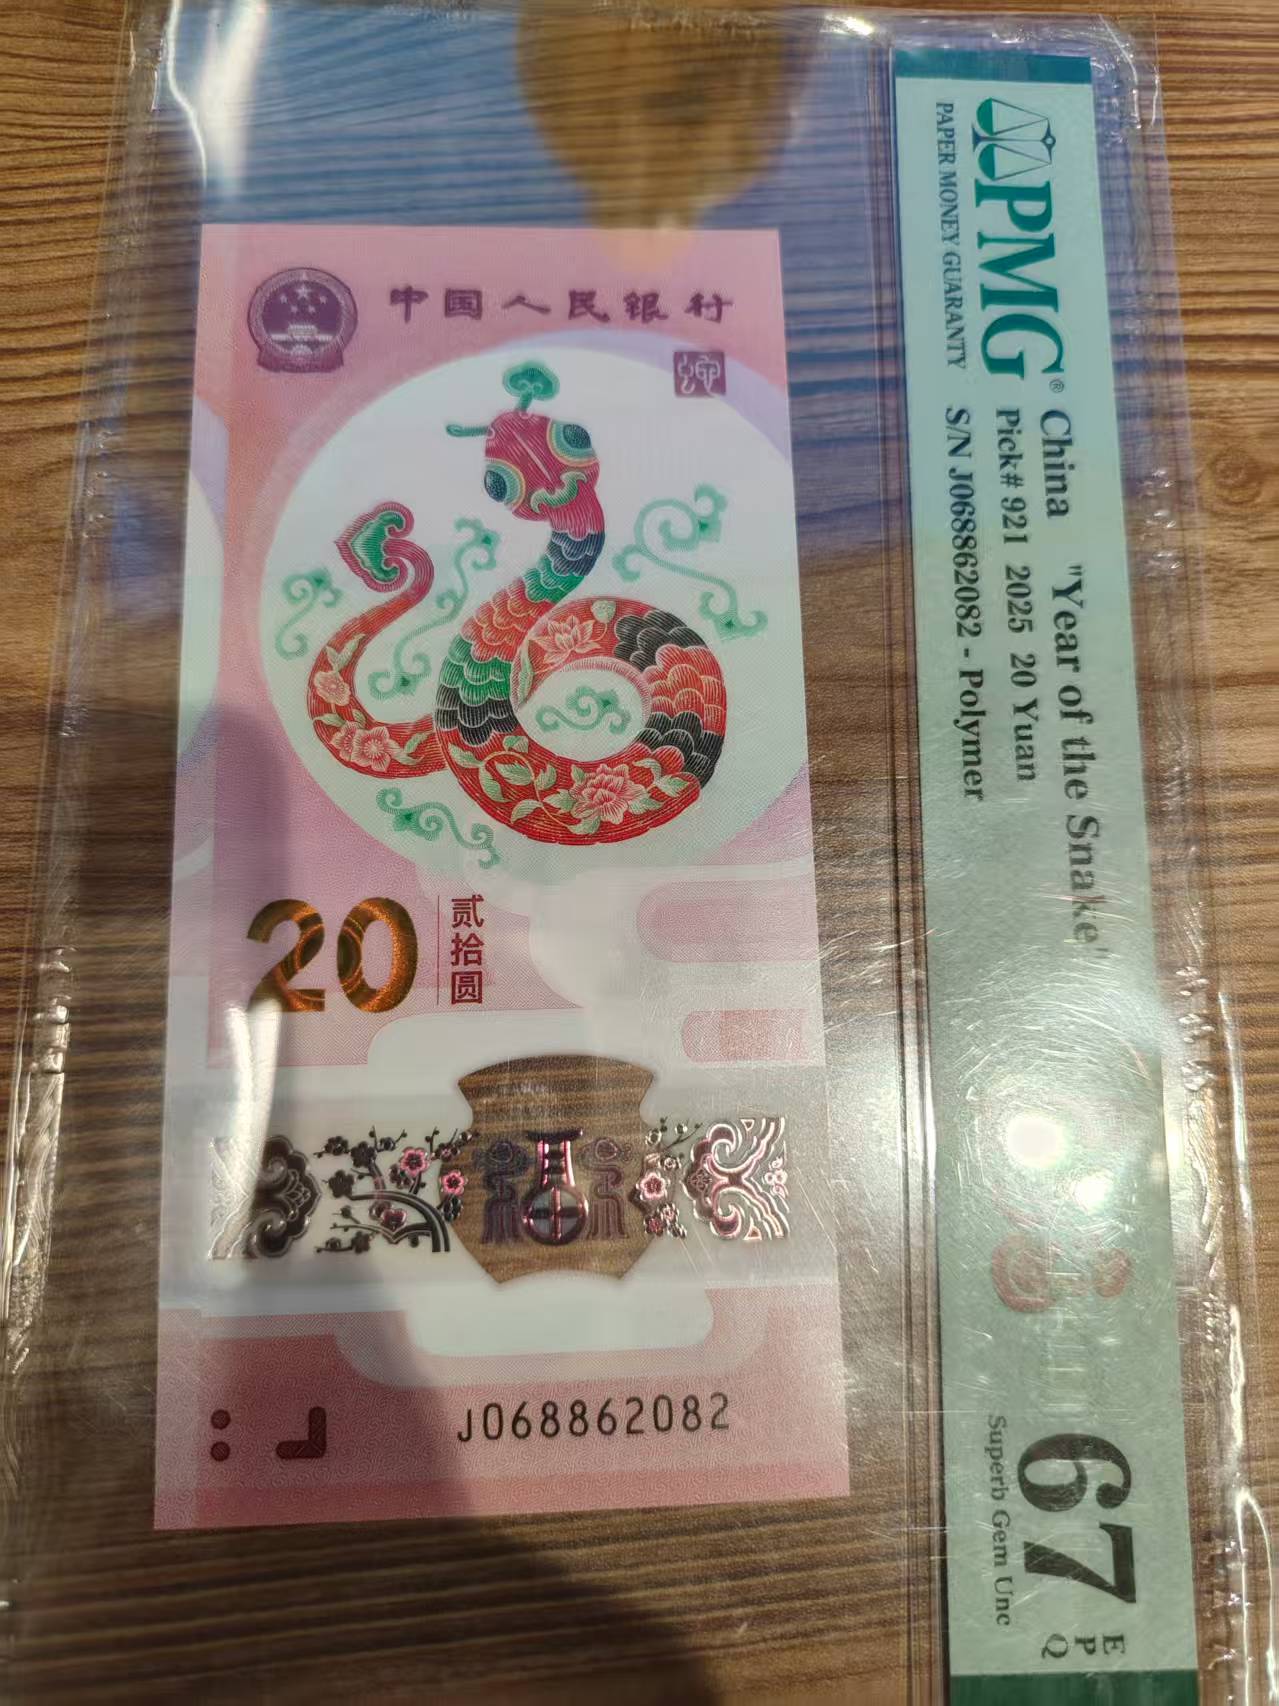 中国人民银行
20
贰拾圆
J068862082
PMG®
PAPER MONEY GUARANTY
China "Year of the Snake"
Pick# 921 2025 20 Yuan
S/N J068862082 - Polymer
67
EPQ
Superb Gem Unc